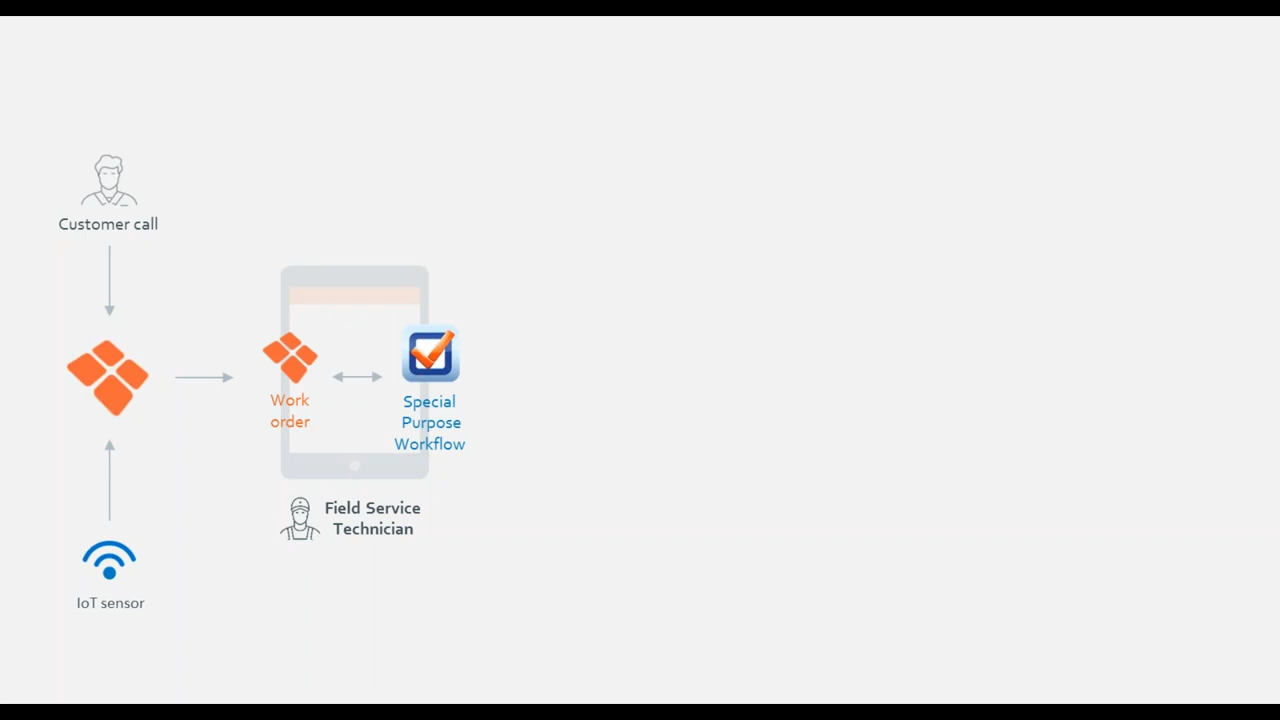 Customer call
Work
order
Special
Purpose
Workflow
Field Service
Technician
IoT sensor